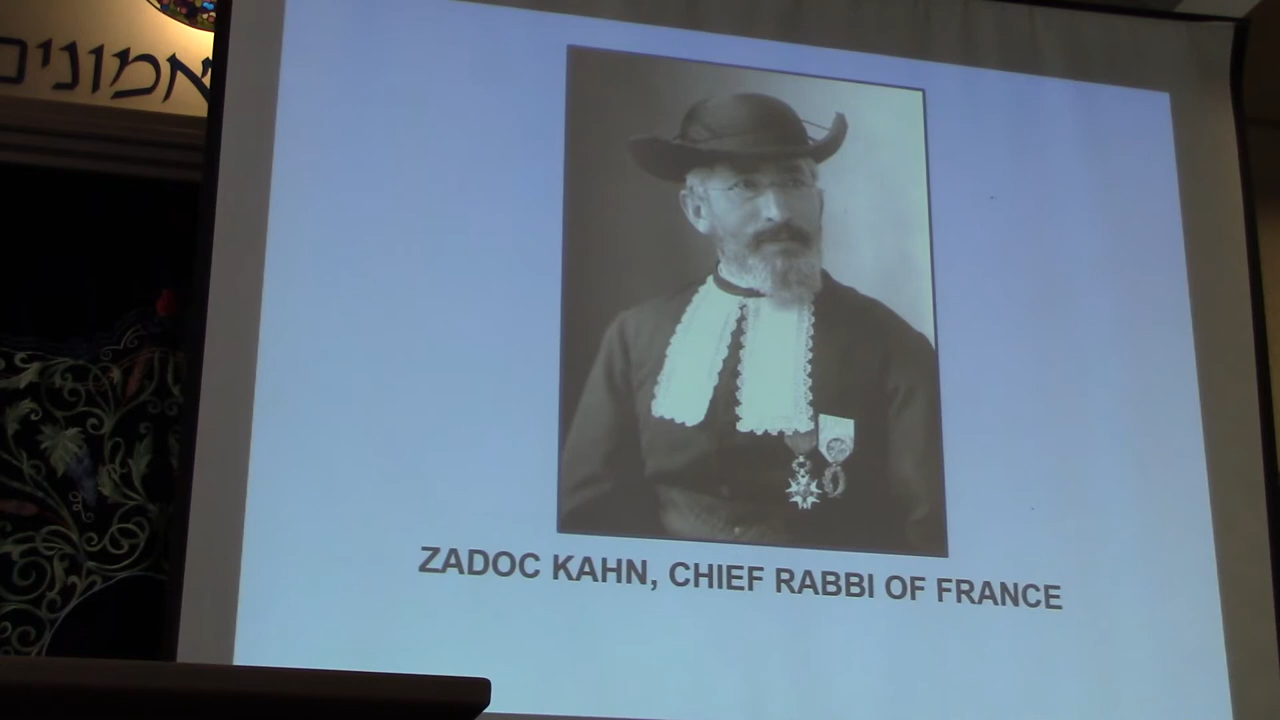 אמונים
ZADOC KAHN, CHIEF RABBI OF FRANCE